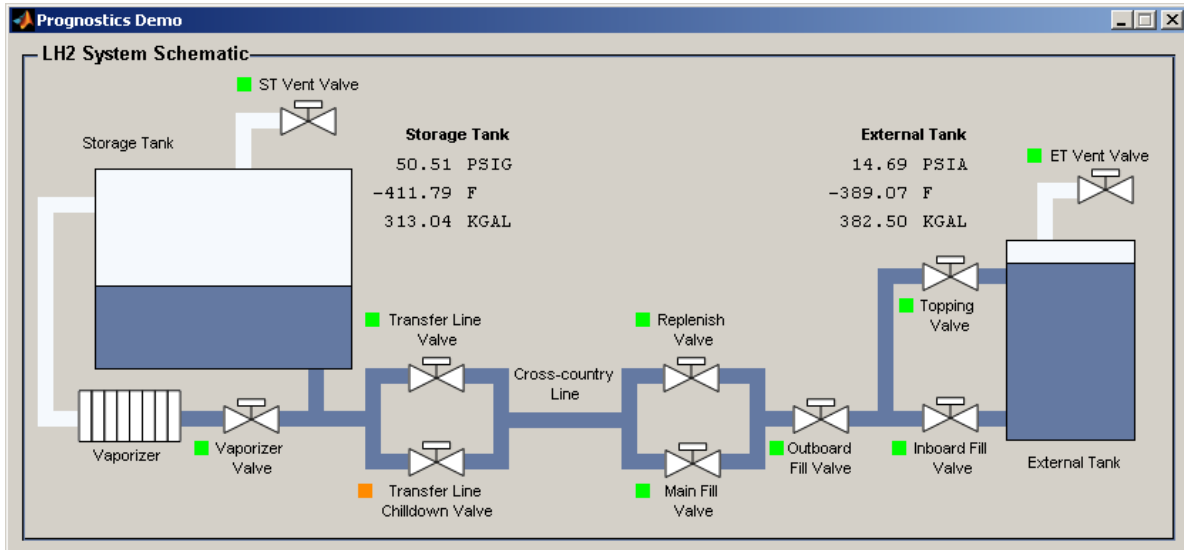 Prognostics Demo
LH2 System Schematic
ST Vent Valve
Storage Tank
Storage Tank
50.51 PSIG
-411.79 F
313.04 KGAL
External Tank
14.69 PSIA
-389.07 F
382.50 KGAL
ET Vent Valve
Transfer Line
Valve
Replenish
Valve
Topping
Valve
Cross-country
Line
Vaporizer
Vaporizer
Valve
Transfer Line
Chilldown Valve
Main Fill
Valve
Outboard
Fill Valve
Inboard Fill
Valve
External Tank